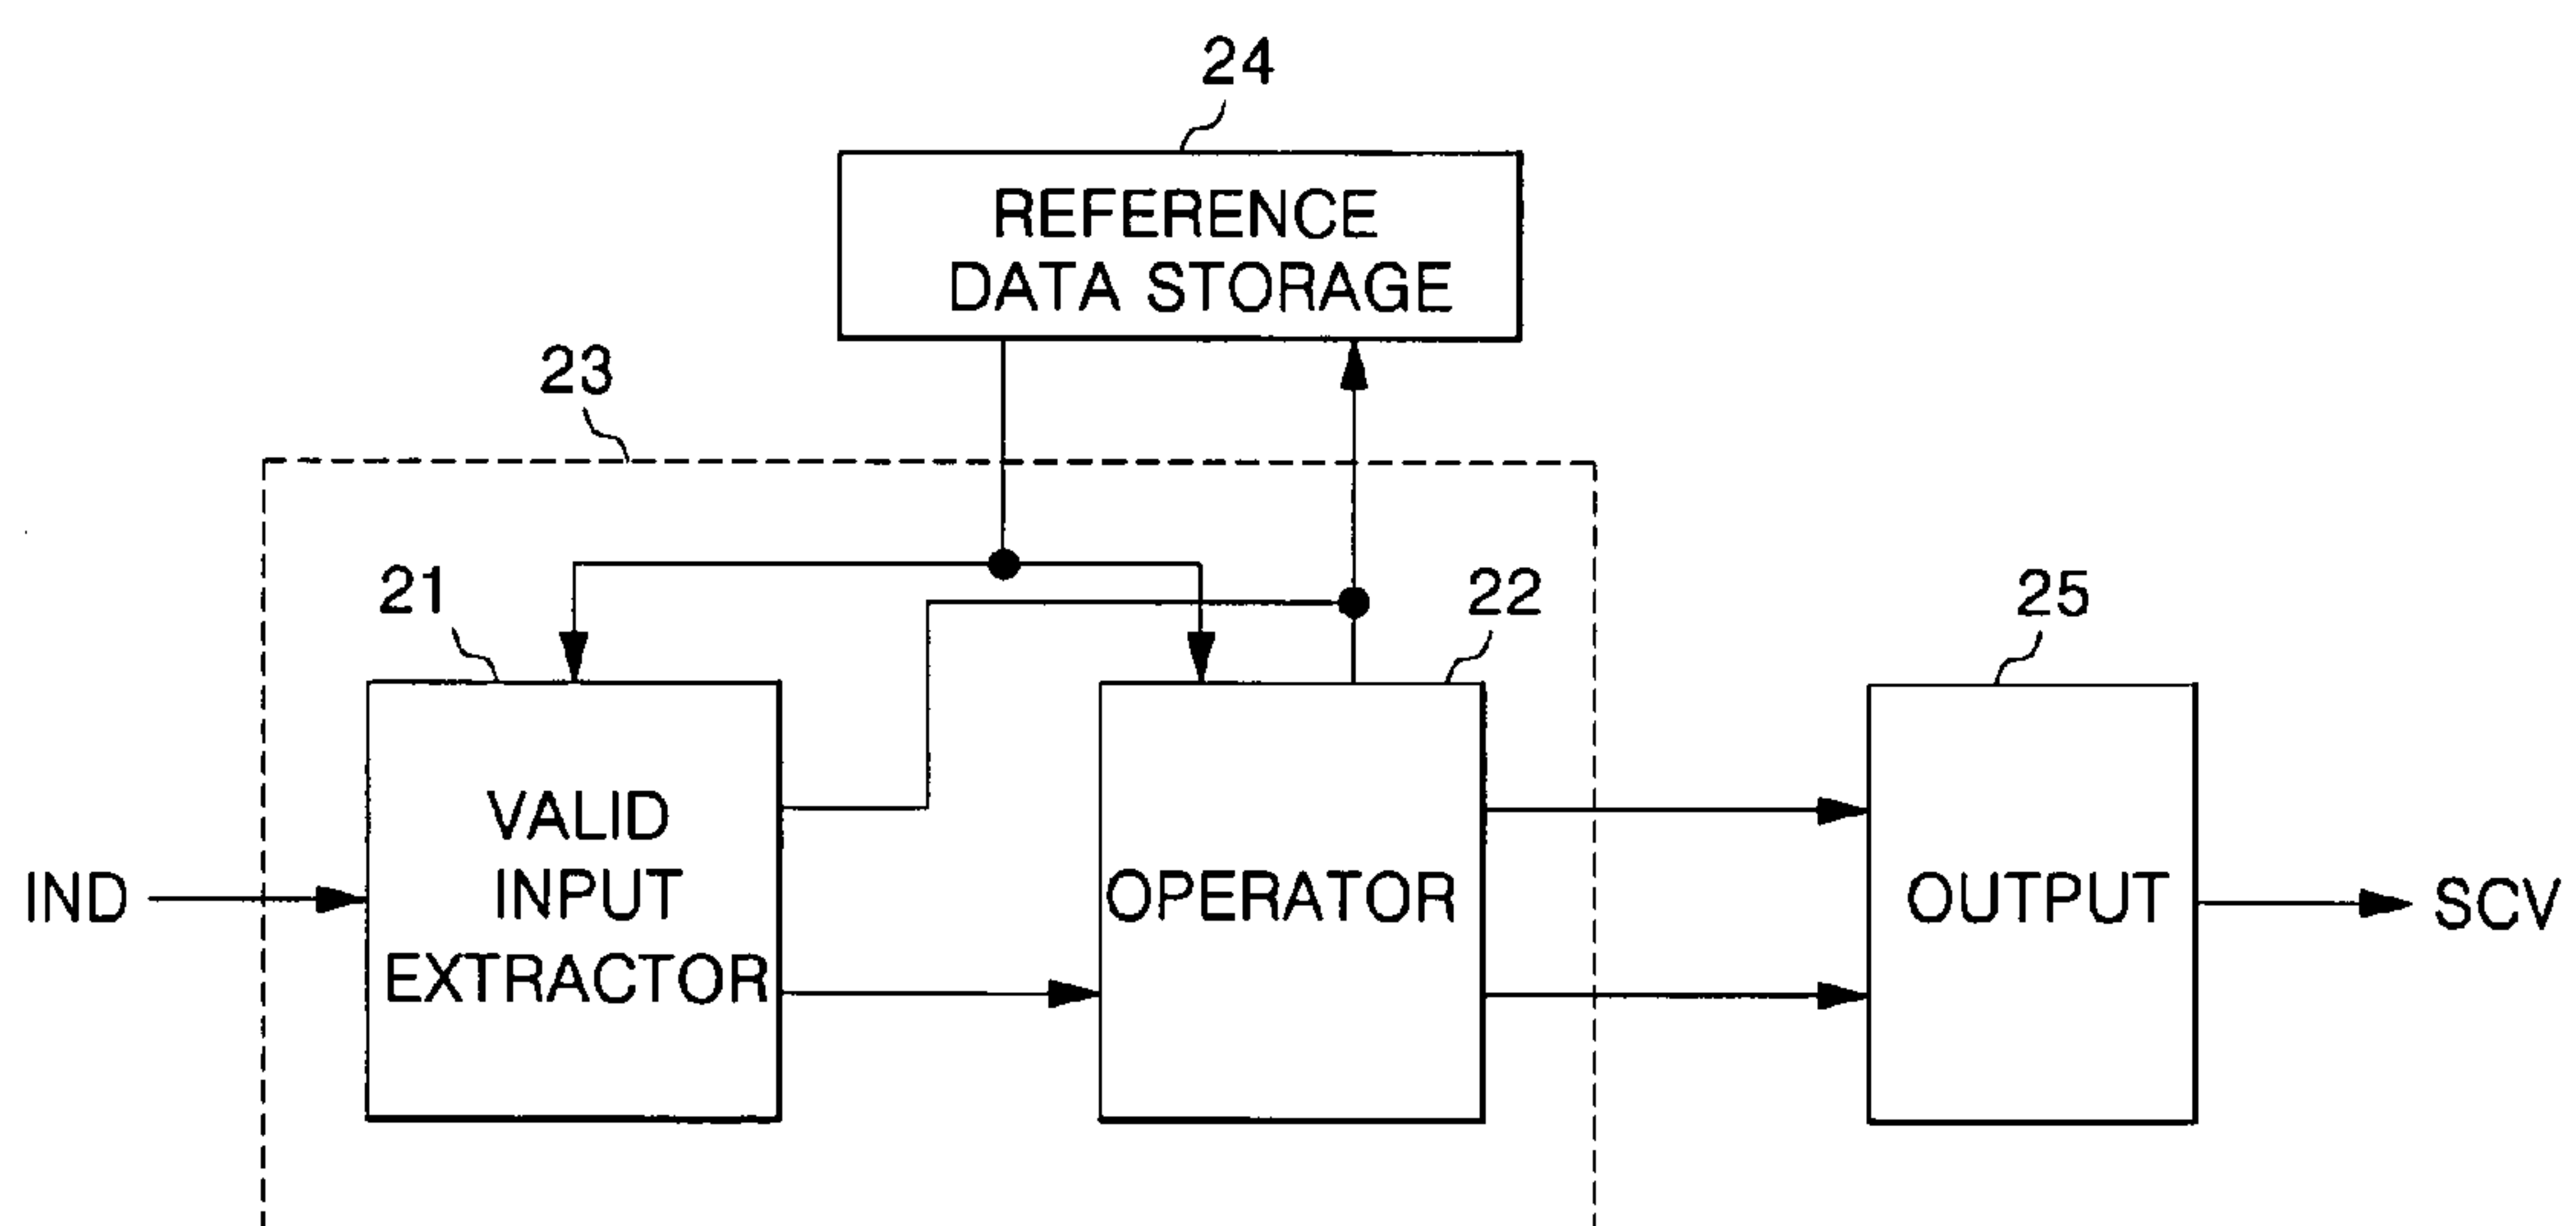 24
REFERENCE
DATA STORAGE
23
21
22
25
VALID
INPUT
EXTRACTOR
OPERATOR
OUTPUT
IND
SCV